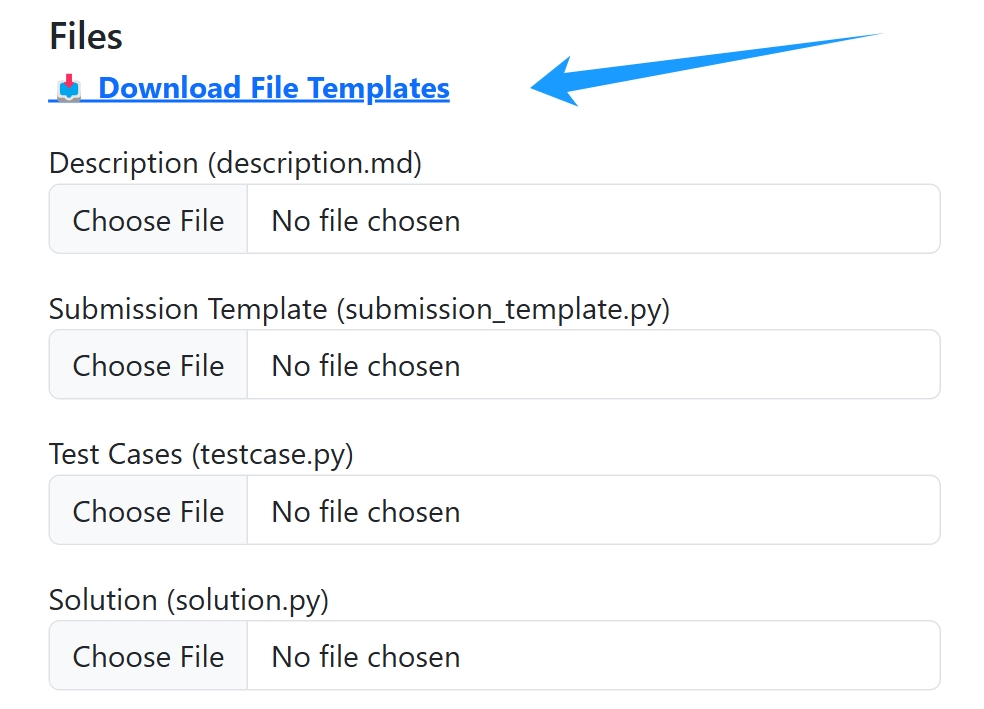 Files
Download File Templates
Description (description.md)
Choose File No file chosen
Submission Template (submission_template.py)
Choose File No file chosen
Test Cases (testcase.py)
Choose File No file chosen
Solution (solution.py)
Choose File No file chosen